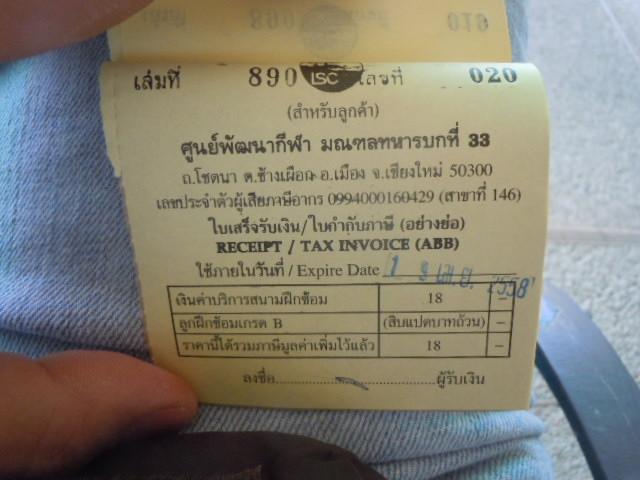 เล่มที่ 890 LSC เลขที่ 020
(สำหรับลูกค้า)
ศูนย์พัฒนากีฬา มณฑลทหารบกที่ 33
ถ.โชตนา ต.ช้างเผือก อ.เมือง จ.เชียงใหม่ 50300
เลขประจำตัวผู้เสียภาษีอากร 0994000160429 (สาขาที่ 146)
ใบเสร็จรับเงิน/ใบกำกับภาษี (อย่างย่อ)
RECEIPT / TAX INVOICE (ABB)
ใช้ภายในวันที่ / Expire Date 1 9 เม.ย. 2558
เงินค่าบริการสนามฝึกซ้อม 18 –
ลูกฝึกซ้อมเกรด B (สิบแปดบาทถ้วน) –
ราคานี้ได้รวมภาษีมูลค่าเพิ่มไว้แล้ว 18 –
ลงชื่อ....................................ผู้รับเงิน